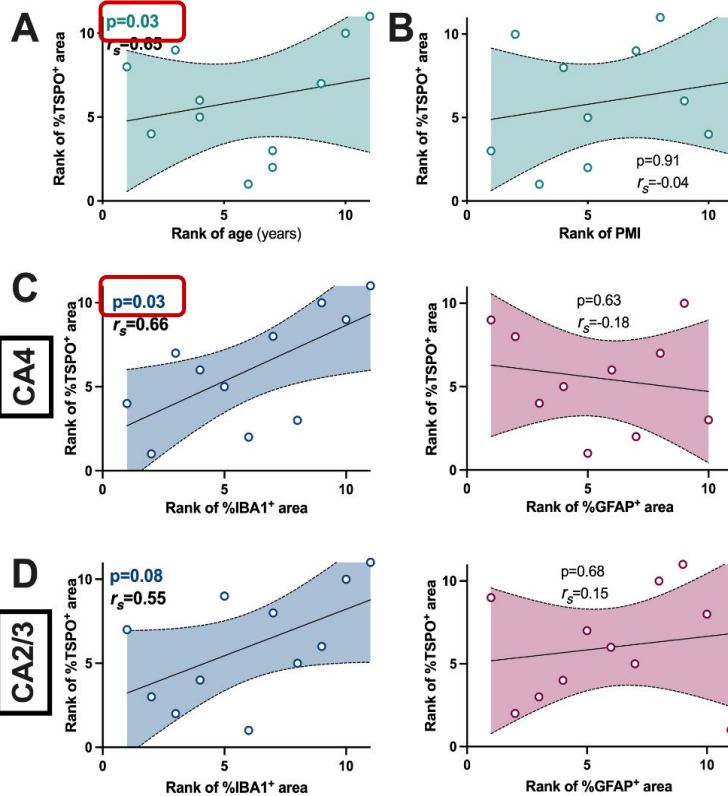 A
p=0.03
rs=0.65
Rank of %TSPO+ area
10
5
0
0
5
10
Rank of age (years)
B
Rank of %TSPO+ area
10
5
0
p=0.91
rs=-0.04
0
5
10
Rank of PMI
C
CA4
p=0.03
rs=0.66
Rank of %TSPO+ area
10
5
0
0
5
10
Rank of %IBA1+ area
p=0.63
rs=-0.18
Rank of %TSPO+ area
10
5
0
0
5
10
Rank of %GFAP+ area
D
CA2/3
p=0.08
rs=0.55
Rank of %TSPO+ area
10
5
0
0
5
10
Rank of %IBA1+ area
p=0.68
rs=0.15
Rank of %TSPO+ area
10
5
0
0
5
10
Rank of %GFAP+ area